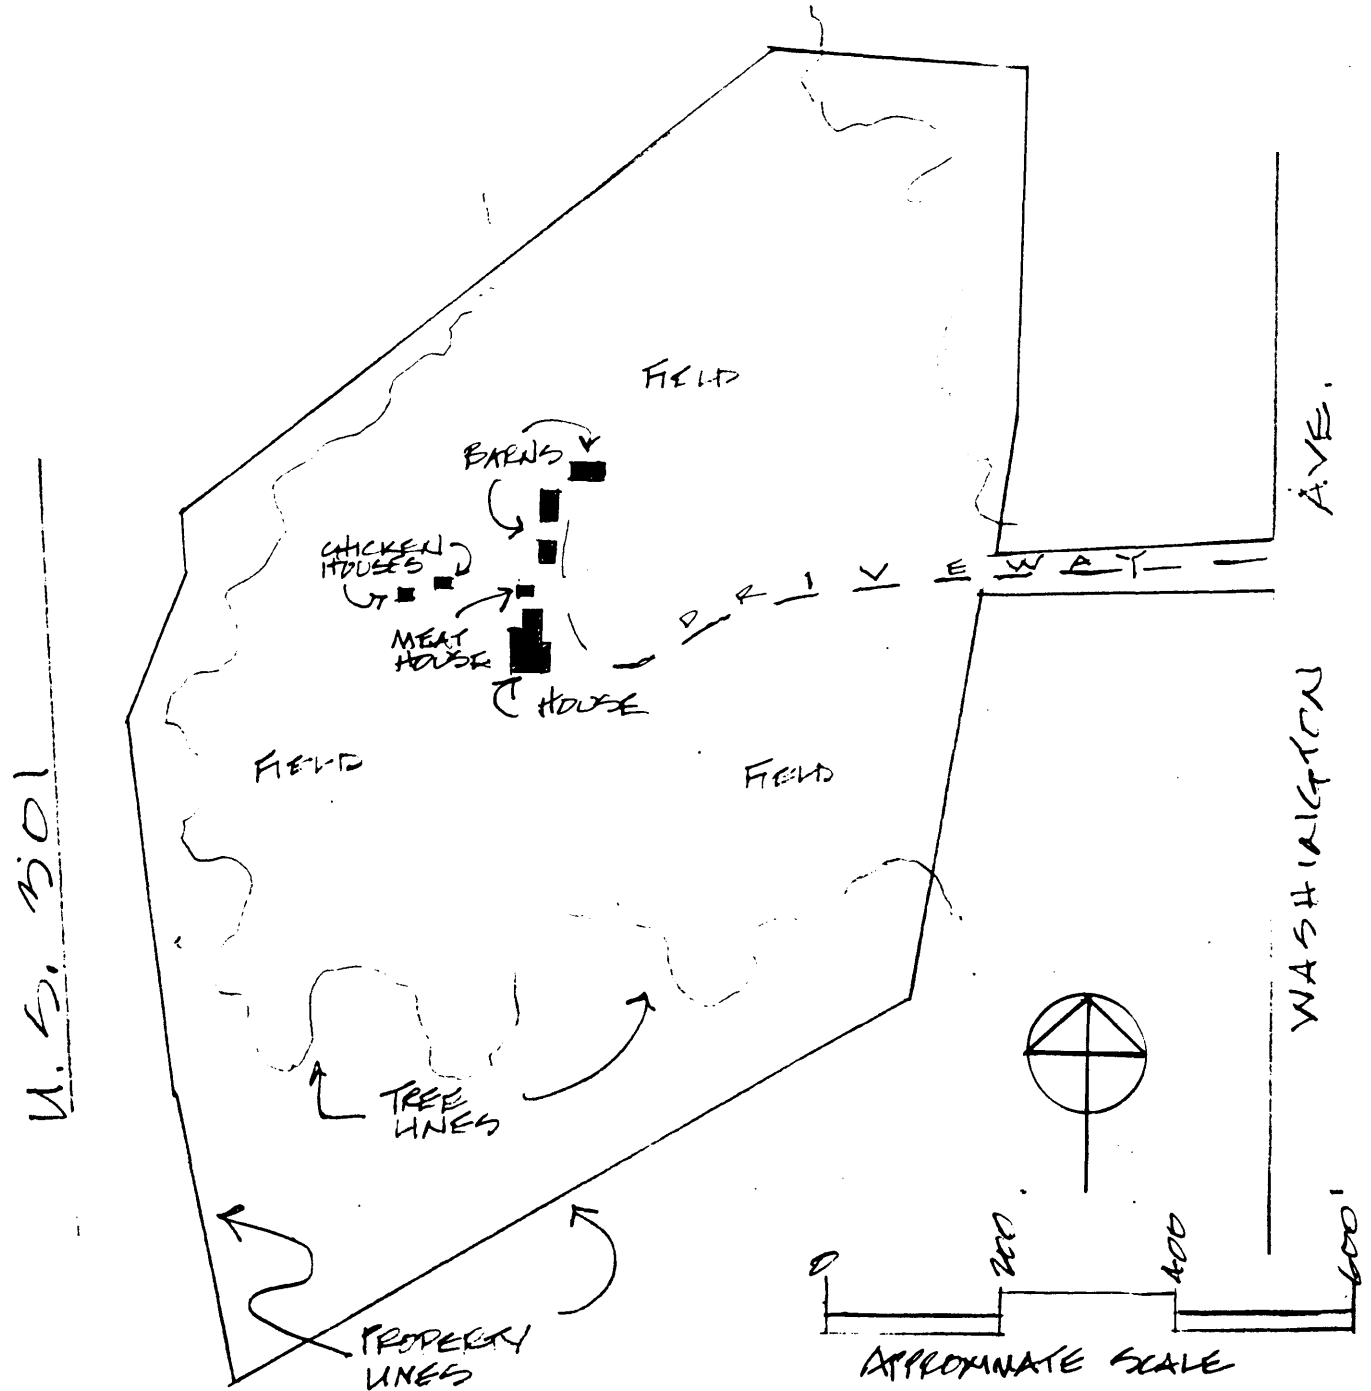 FIELD
BARNS
CHICKEN
HOUSES
MEAT
HOUSE
HOUSE
DRIVEWAY
FIELD
FIELD
U.S. 301
WASHINGTON AVE.
TREE
LINES
PROPERTY
LINES
0 200' 400 600'
APPROXIMATE SCALE